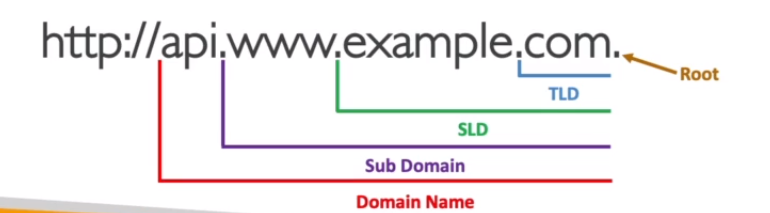 http://api.www.example.com.
Root
TLD
SLD
Sub Domain
Domain Name